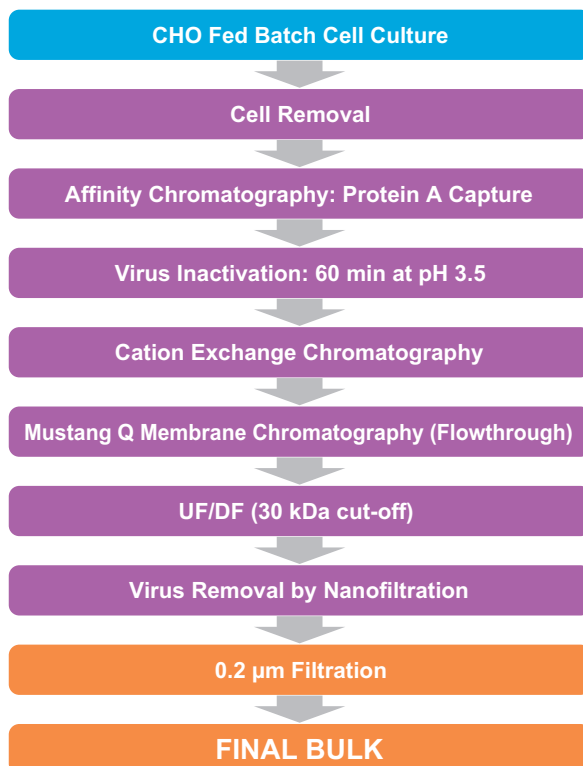 CHO Fed Batch Cell Culture
Cell Removal
Affinity Chromatography: Protein A Capture
Virus Inactivation: 60 min at pH 3.5
Cation Exchange Chromatography
Mustang Q Membrane Chromatography (Flowthrough)
UF/DF (30 kDa cut-off)
Virus Removal by Nanofiltration
0.2 µm Filtration
FINAL BULK